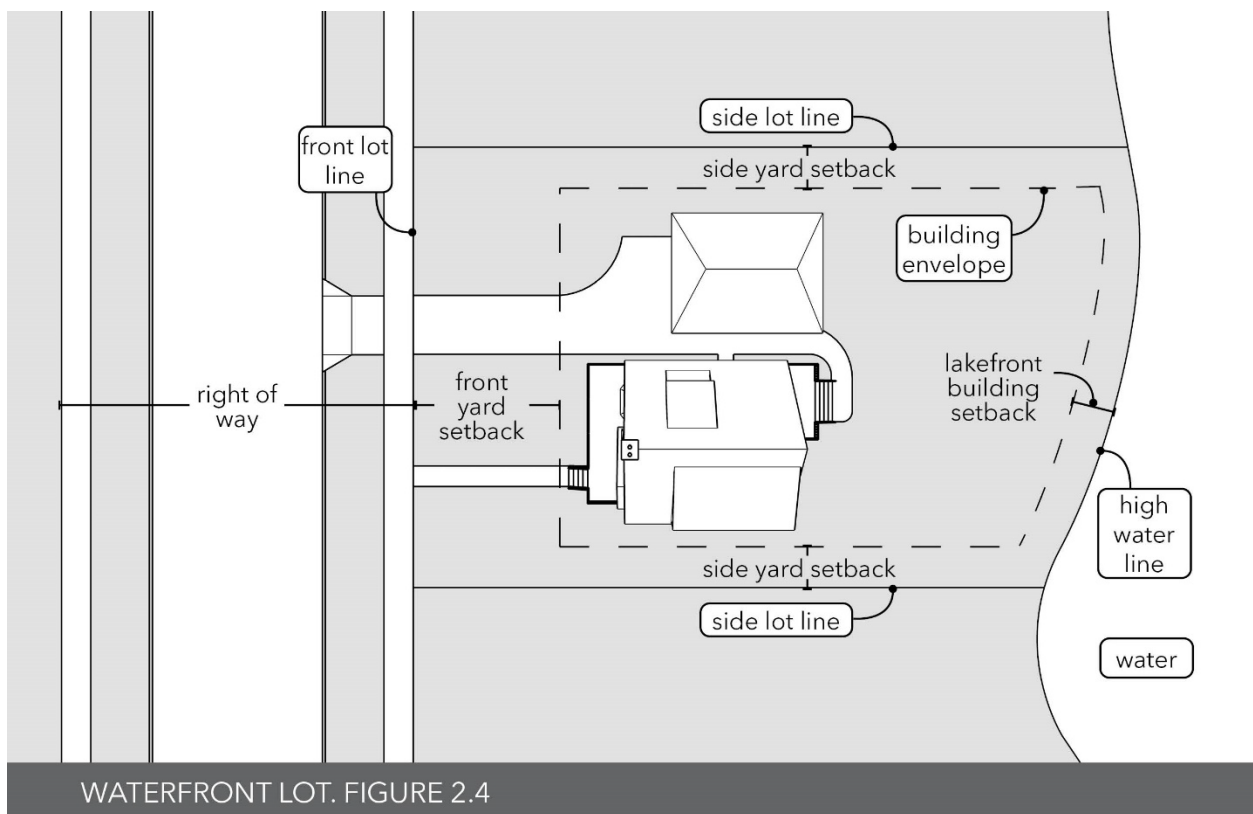 side lot line
front lot
line
side yard setback
building
envelope
right of
way
front
yard
setback
lakefront
building
setback
high
water
line
side yard setback
side lot line
water
WATERFRONT LOT. FIGURE 2.4